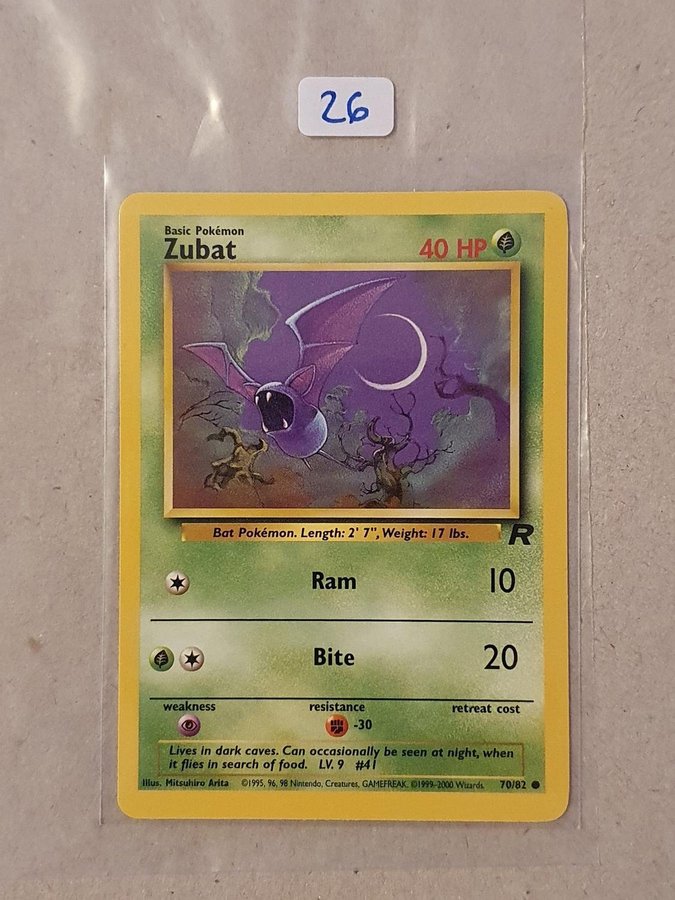 26
Basic Pokémon
Zubat
40 HP
Bat Pokémon. Length: 2' 7", Weight: 17 lbs.
R
Ram 10
Bite 20
weakness resistance retreat cost
-30
Lives in dark caves. Can occasionally be seen at night, when
it flies in search of food. LV. 9 #41
Illus. Mitsuhiro Arita ©1995, 96, 98 Nintendo, Creatures, GAMEFREAK. ©1999-2000 Wizards. 70/82